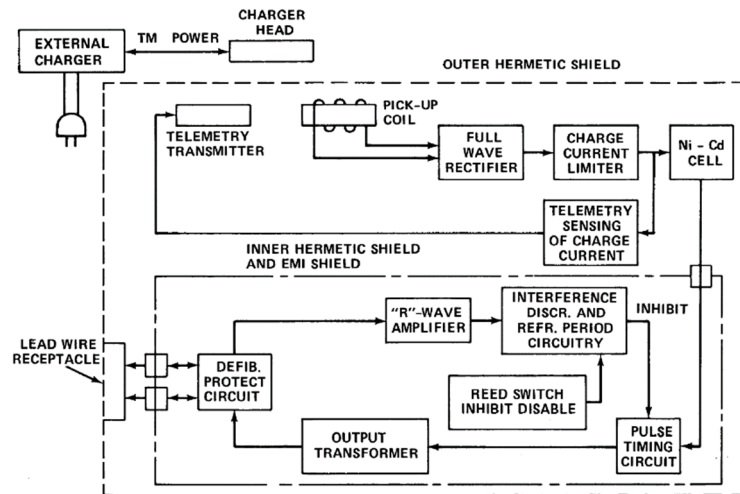 EXTERNAL
CHARGER
TM POWER
CHARGER
HEAD
OUTER HERMETIC SHIELD
TELEMETRY
TRANSMITTER
PICK-UP
COIL
FULL
WAVE
RECTIFIER
CHARGE
CURRENT
LIMITER
Ni - Cd
CELL
TELEMETRY
SENSING
OF CHARGE
CURRENT
INNER HERMETIC SHIELD
AND EMI SHIELD
"R"-WAVE
AMPLIFIER
INTERFERENCE
DISCR. AND
REFR. PERIOD
CIRCUITRY
INHIBIT
LEAD WIRE
RECEPTACLE
DEFIB.
PROTECT
CIRCUIT
REED SWITCH
INHIBIT DISABLE
OUTPUT
TRANSFORMER
PULSE
TIMING
CIRCUIT